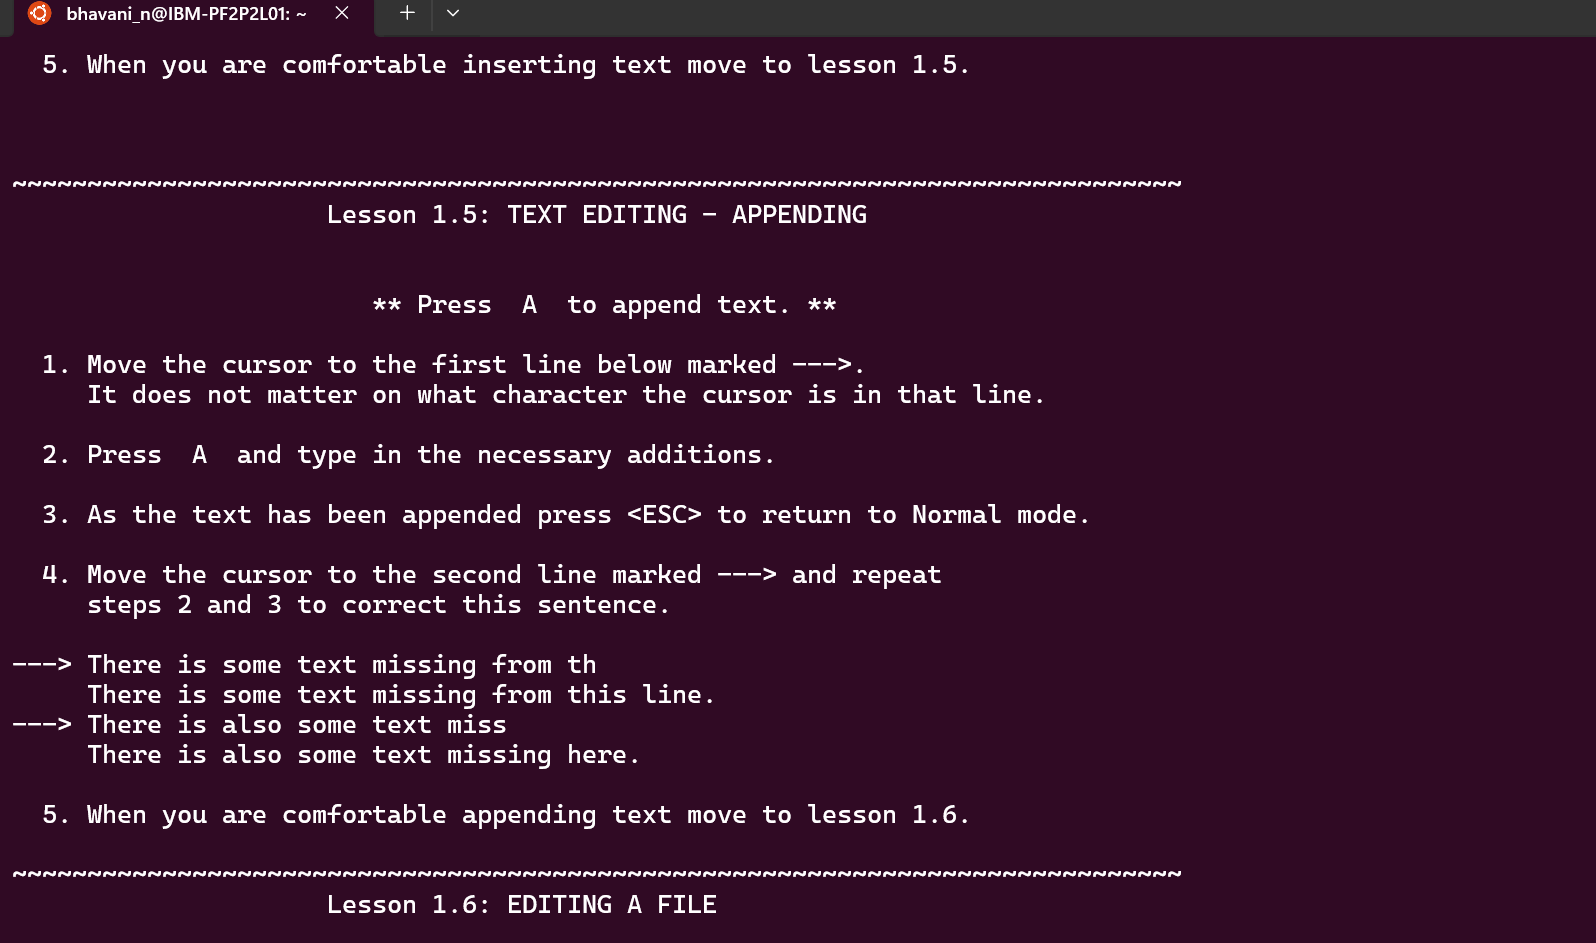 bhavani_n@IBM-PF2P2L01: ~
5. When you are comfortable inserting text move to lesson 1.5.
~~~~~~~~~~~~~~~~~~~~~~~~~~~~~~~~~~~~~~~~~~~~~~~~~~~~~~~~~~~~~~~~~~~~~~~~~~~~~~
Lesson 1.5: TEXT EDITING - APPENDING
** Press  A  to append text. **
1. Move the cursor to the first line below marked --->.
It does not matter on what character the cursor is in that line.
2. Press  A  and type in the necessary additions.
3. As the text has been appended press <ESC> to return to Normal mode.
4. Move the cursor to the second line marked ---> and repeat
steps 2 and 3 to correct this sentence.
---> There is some text missing from th
There is some text missing from this line.
---> There is also some text miss
There is also some text missing here.
5. When you are comfortable appending text move to lesson 1.6.
~~~~~~~~~~~~~~~~~~~~~~~~~~~~~~~~~~~~~~~~~~~~~~~~~~~~~~~~~~~~~~~~~~~~~~~~~~~~~~
Lesson 1.6: EDITING A FILE